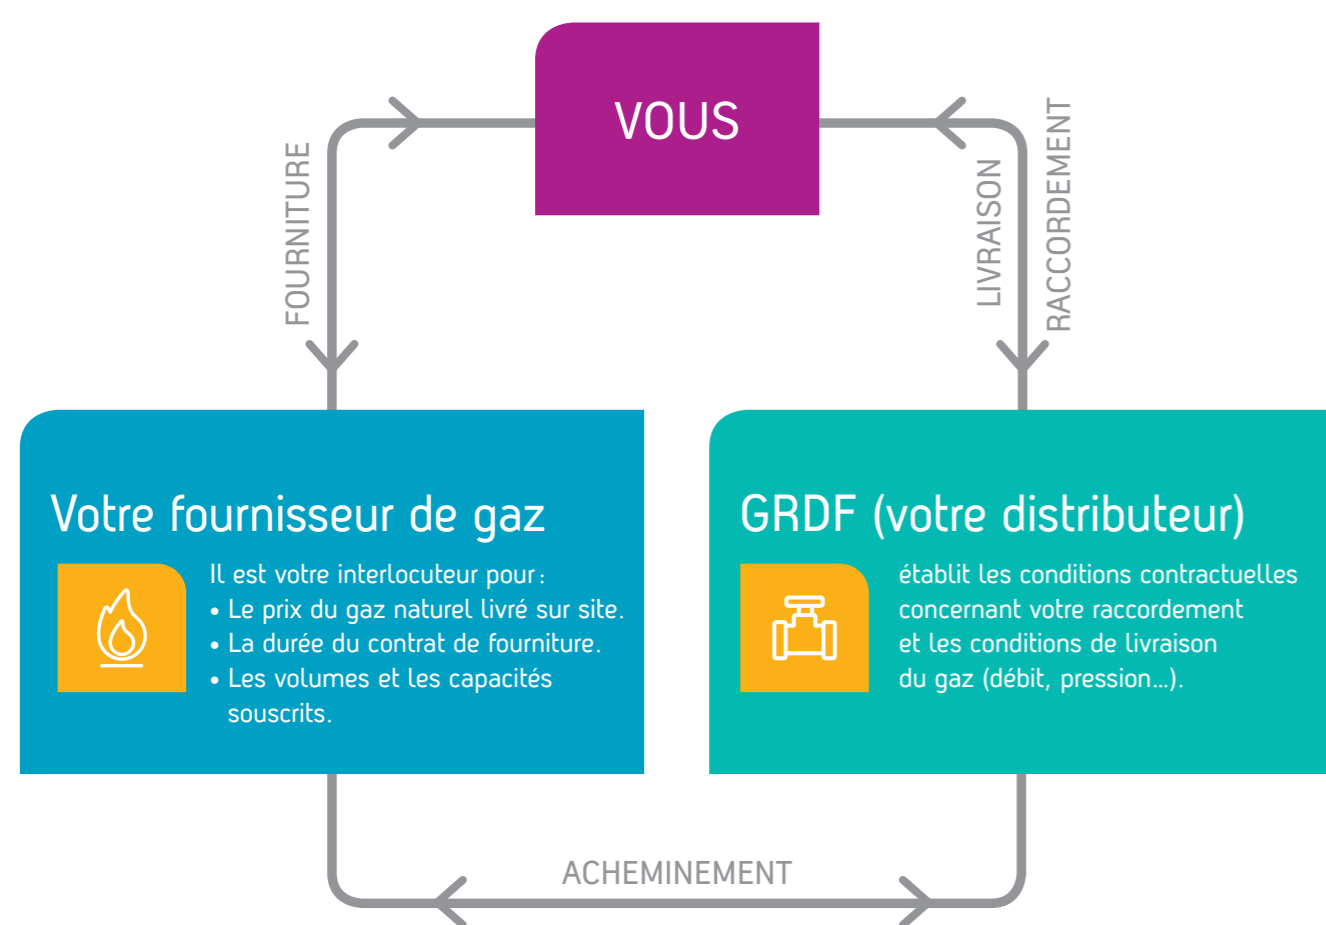 VOUS
FOURNITURE
LIVRAISON
RACCORDEMENT
Votre fournisseur de gaz
Il est votre interlocuteur pour :
• Le prix du gaz naturel livré sur site.
• La durée du contrat de fourniture.
• Les volumes et les capacités
souscrits.
GRDF (votre distributeur)
établit les conditions contractuelles
concernant votre raccordement
et les conditions de livraison
du gaz (débit, pression...).
ACHEMINEMENT